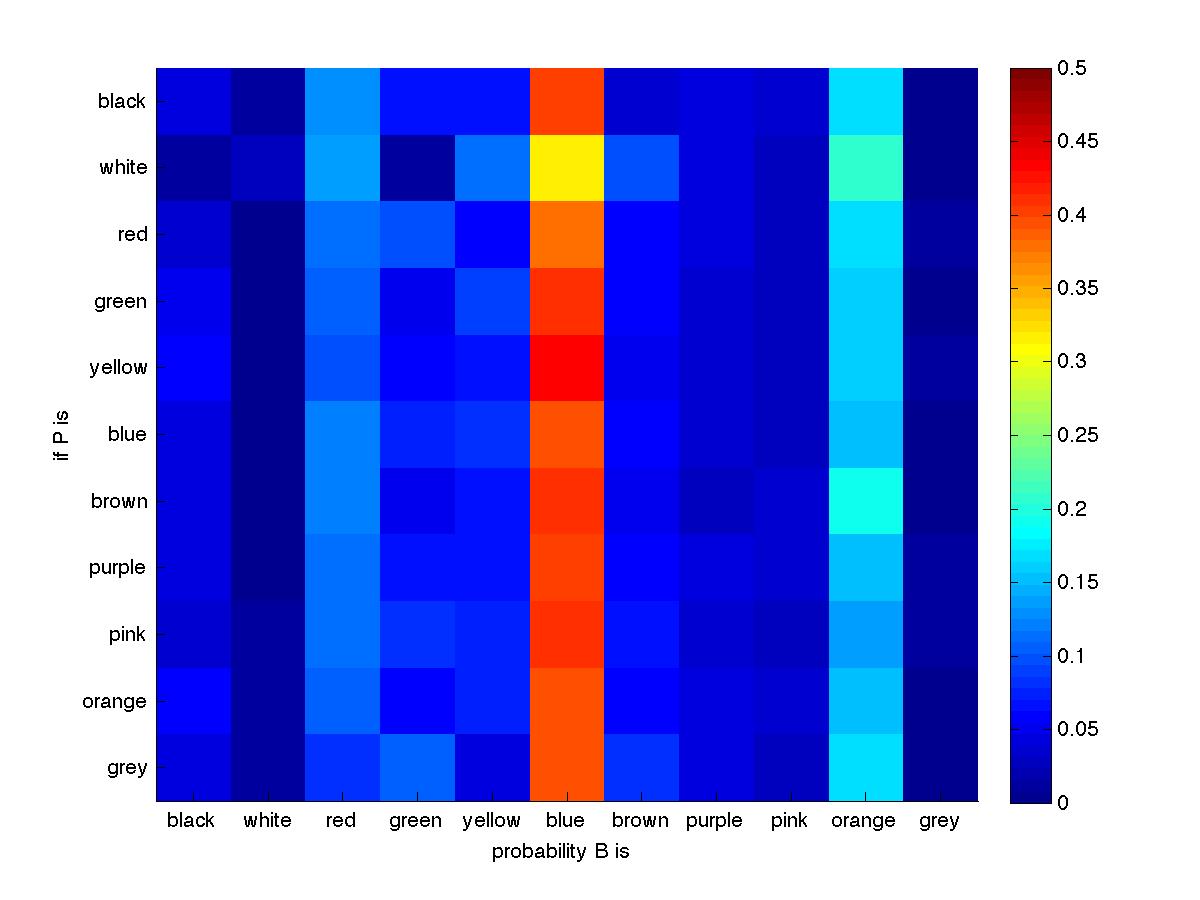 0.5
black
0.45
white
0.4
red
0.35
green
0.3
yellow
0.25
blue
if P is
0.2
brown
0.15
purple
0.1
pink
0.05
orange
grey
0
black white red green yellow blue brown purple pink orange grey
probability B is